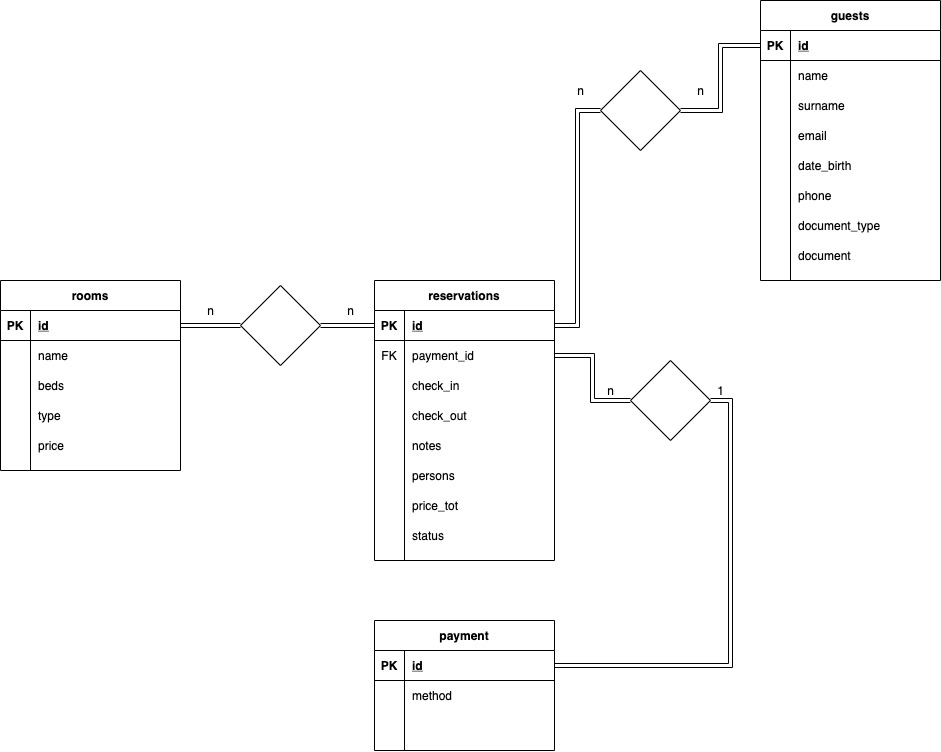 guests
PK id
name
surname
email
date_birth
phone
document_type
document
n
n
rooms
PK id
name
beds
type
price
n
n
reservations
PK id
FK payment_id
check_in
check_out
notes
persons
price_tot
status
n
1
payment
PK id
method